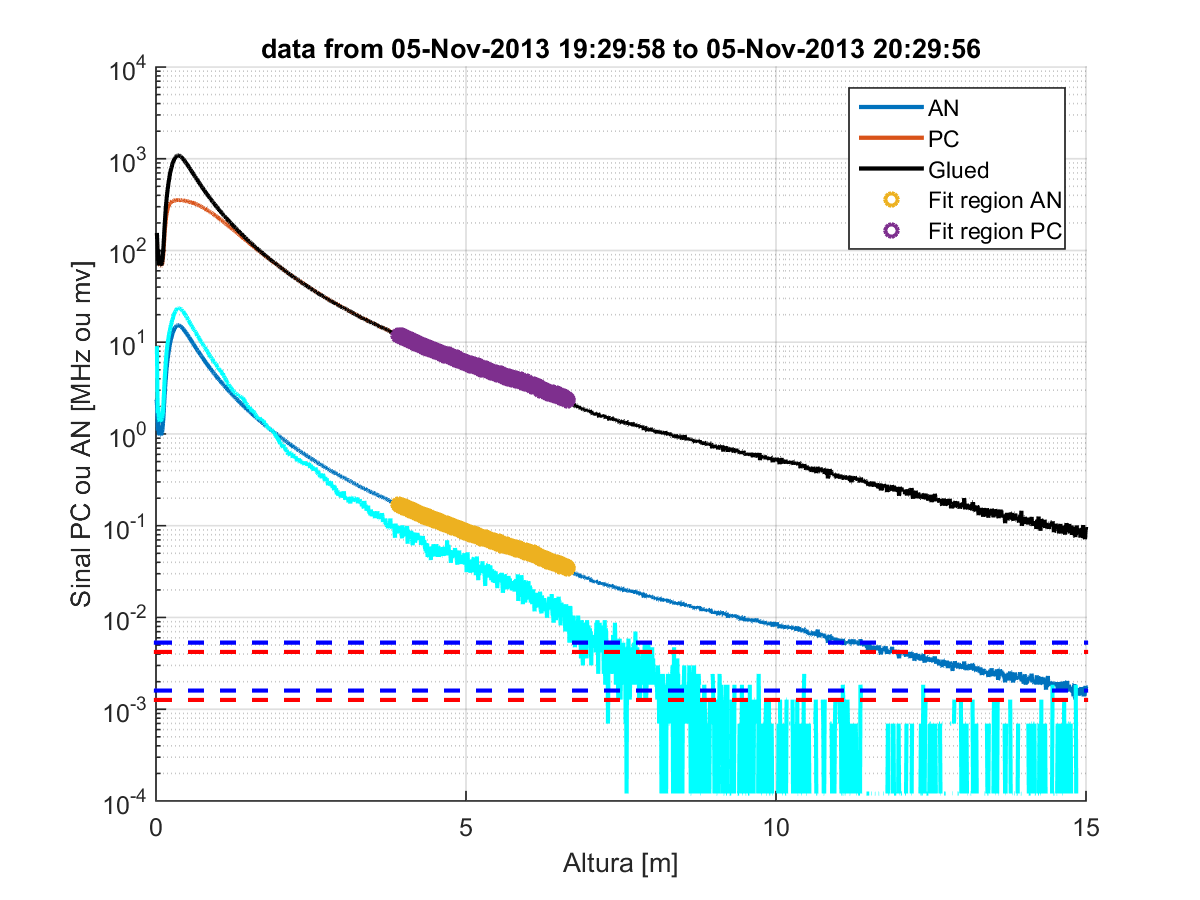 data from 05-Nov-2013 19:29:58 to 05-Nov-2013 20:29:56
10^4
10^3
10^2
10^1
10^0
10^-1
10^-2
10^-3
10^-4
Sinal PC ou AN [MHz ou mv]
AN
PC
Glued
Fit region AN
Fit region PC
0 5 10 15
Altura [m]